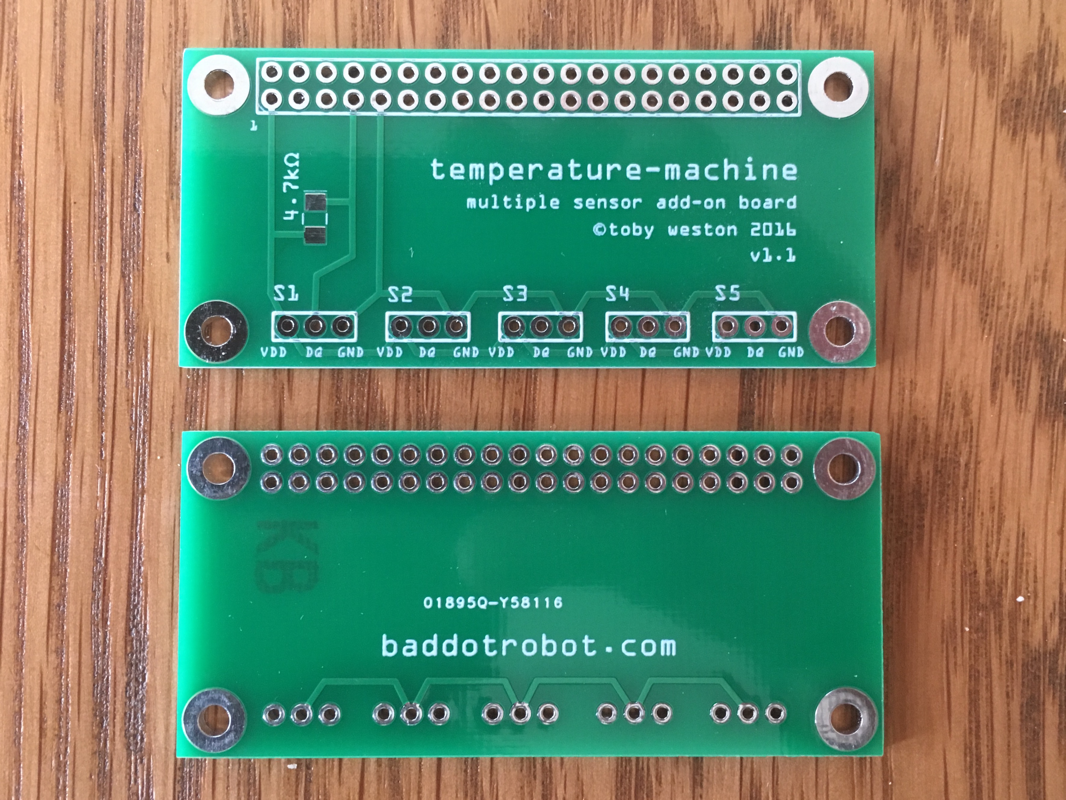 1
4.7kΩ
temperature-machine
multiple sensor add-on board
©toby weston 2016
v1.1
S1 S2 S3 S4 S5
VDD DQ GND VDD DQ GND VDD DQ GND VDD DQ GND VDD DQ GND
KB
01895Q-Y58116
baddotrobot.com